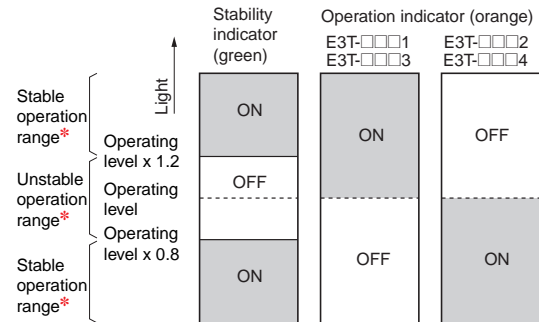 Stability
indicator
(green)
Operation indicator (orange)
E3T-□□□1
E3T-□□□3
E3T-□□□2
E3T-□□□4
Light
Stable
operation
range*
Operating
level x 1.2
Unstable
operation
range*
Operating
level
Operating
level x 0.8
Stable
operation
range*
ON
OFF
ON
ON
OFF
OFF
ON